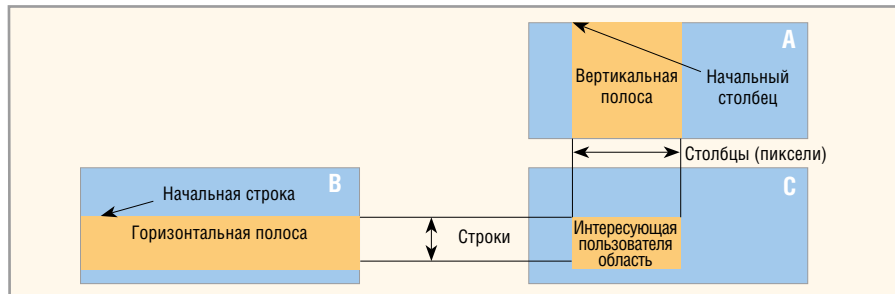 A
Вертикальная
полоса
Начальный
столбец
Столбцы (пиксели)
B
Начальная строка
Горизонтальная полоса
Строки
C
Интересующая
пользователя
область